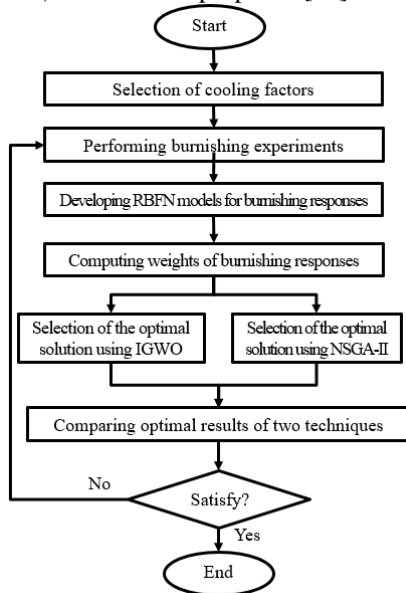 Start
Selection of cooling factors
Performing burnishing experiments
Developing RBFN models for burnishing responses
Computing weights of burnishing responses
Selection of the optimal
solution using IGWO
Selection of the optimal
solution using NSGA-II
Comparing optimal results of two techniques
No
Satisfy?
Yes
End